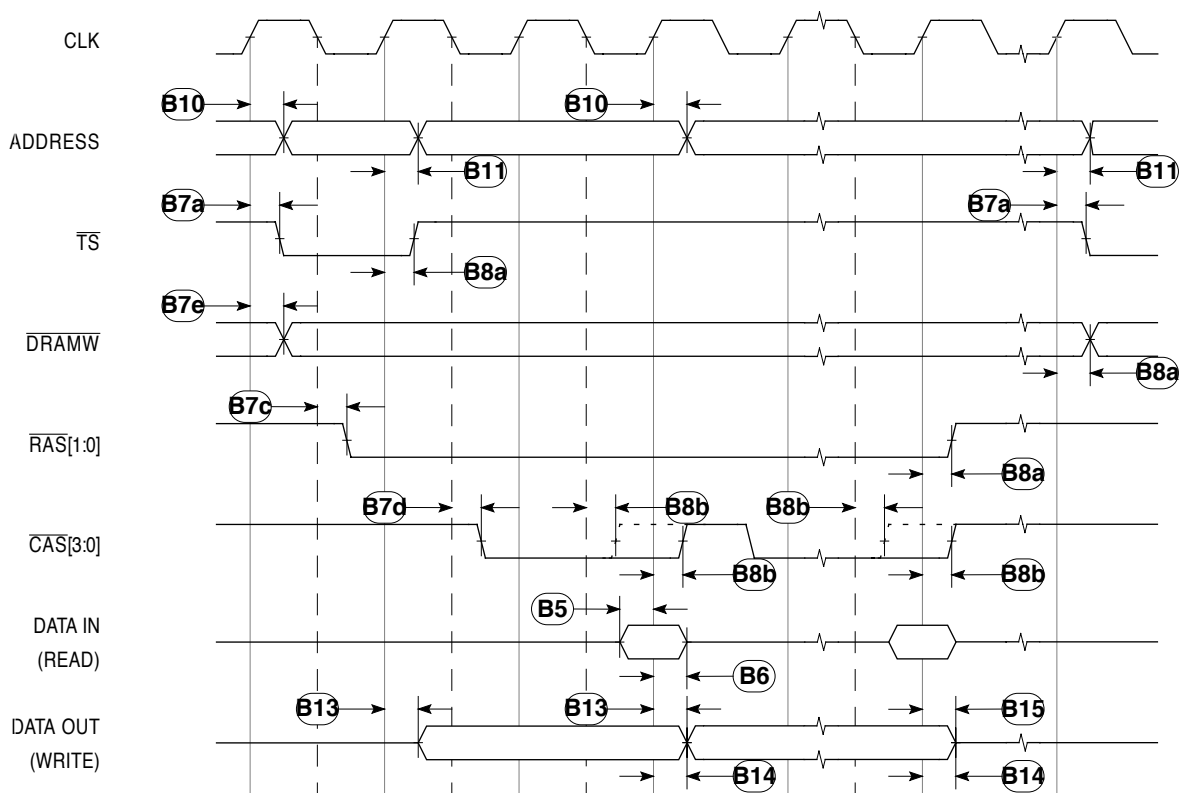 CLK
B10 B10
ADDRESS
B11 B11
B7a B7a
TS
B8a
B7e
DRAMW
B8a
B7c
RAS[1:0]
B8a
B7d B8b B8b
CAS[3:0]
B8b B8b
B5
DATA IN
(READ)
B6
B13 B13 B15
DATA OUT
(WRITE)
B14 B14